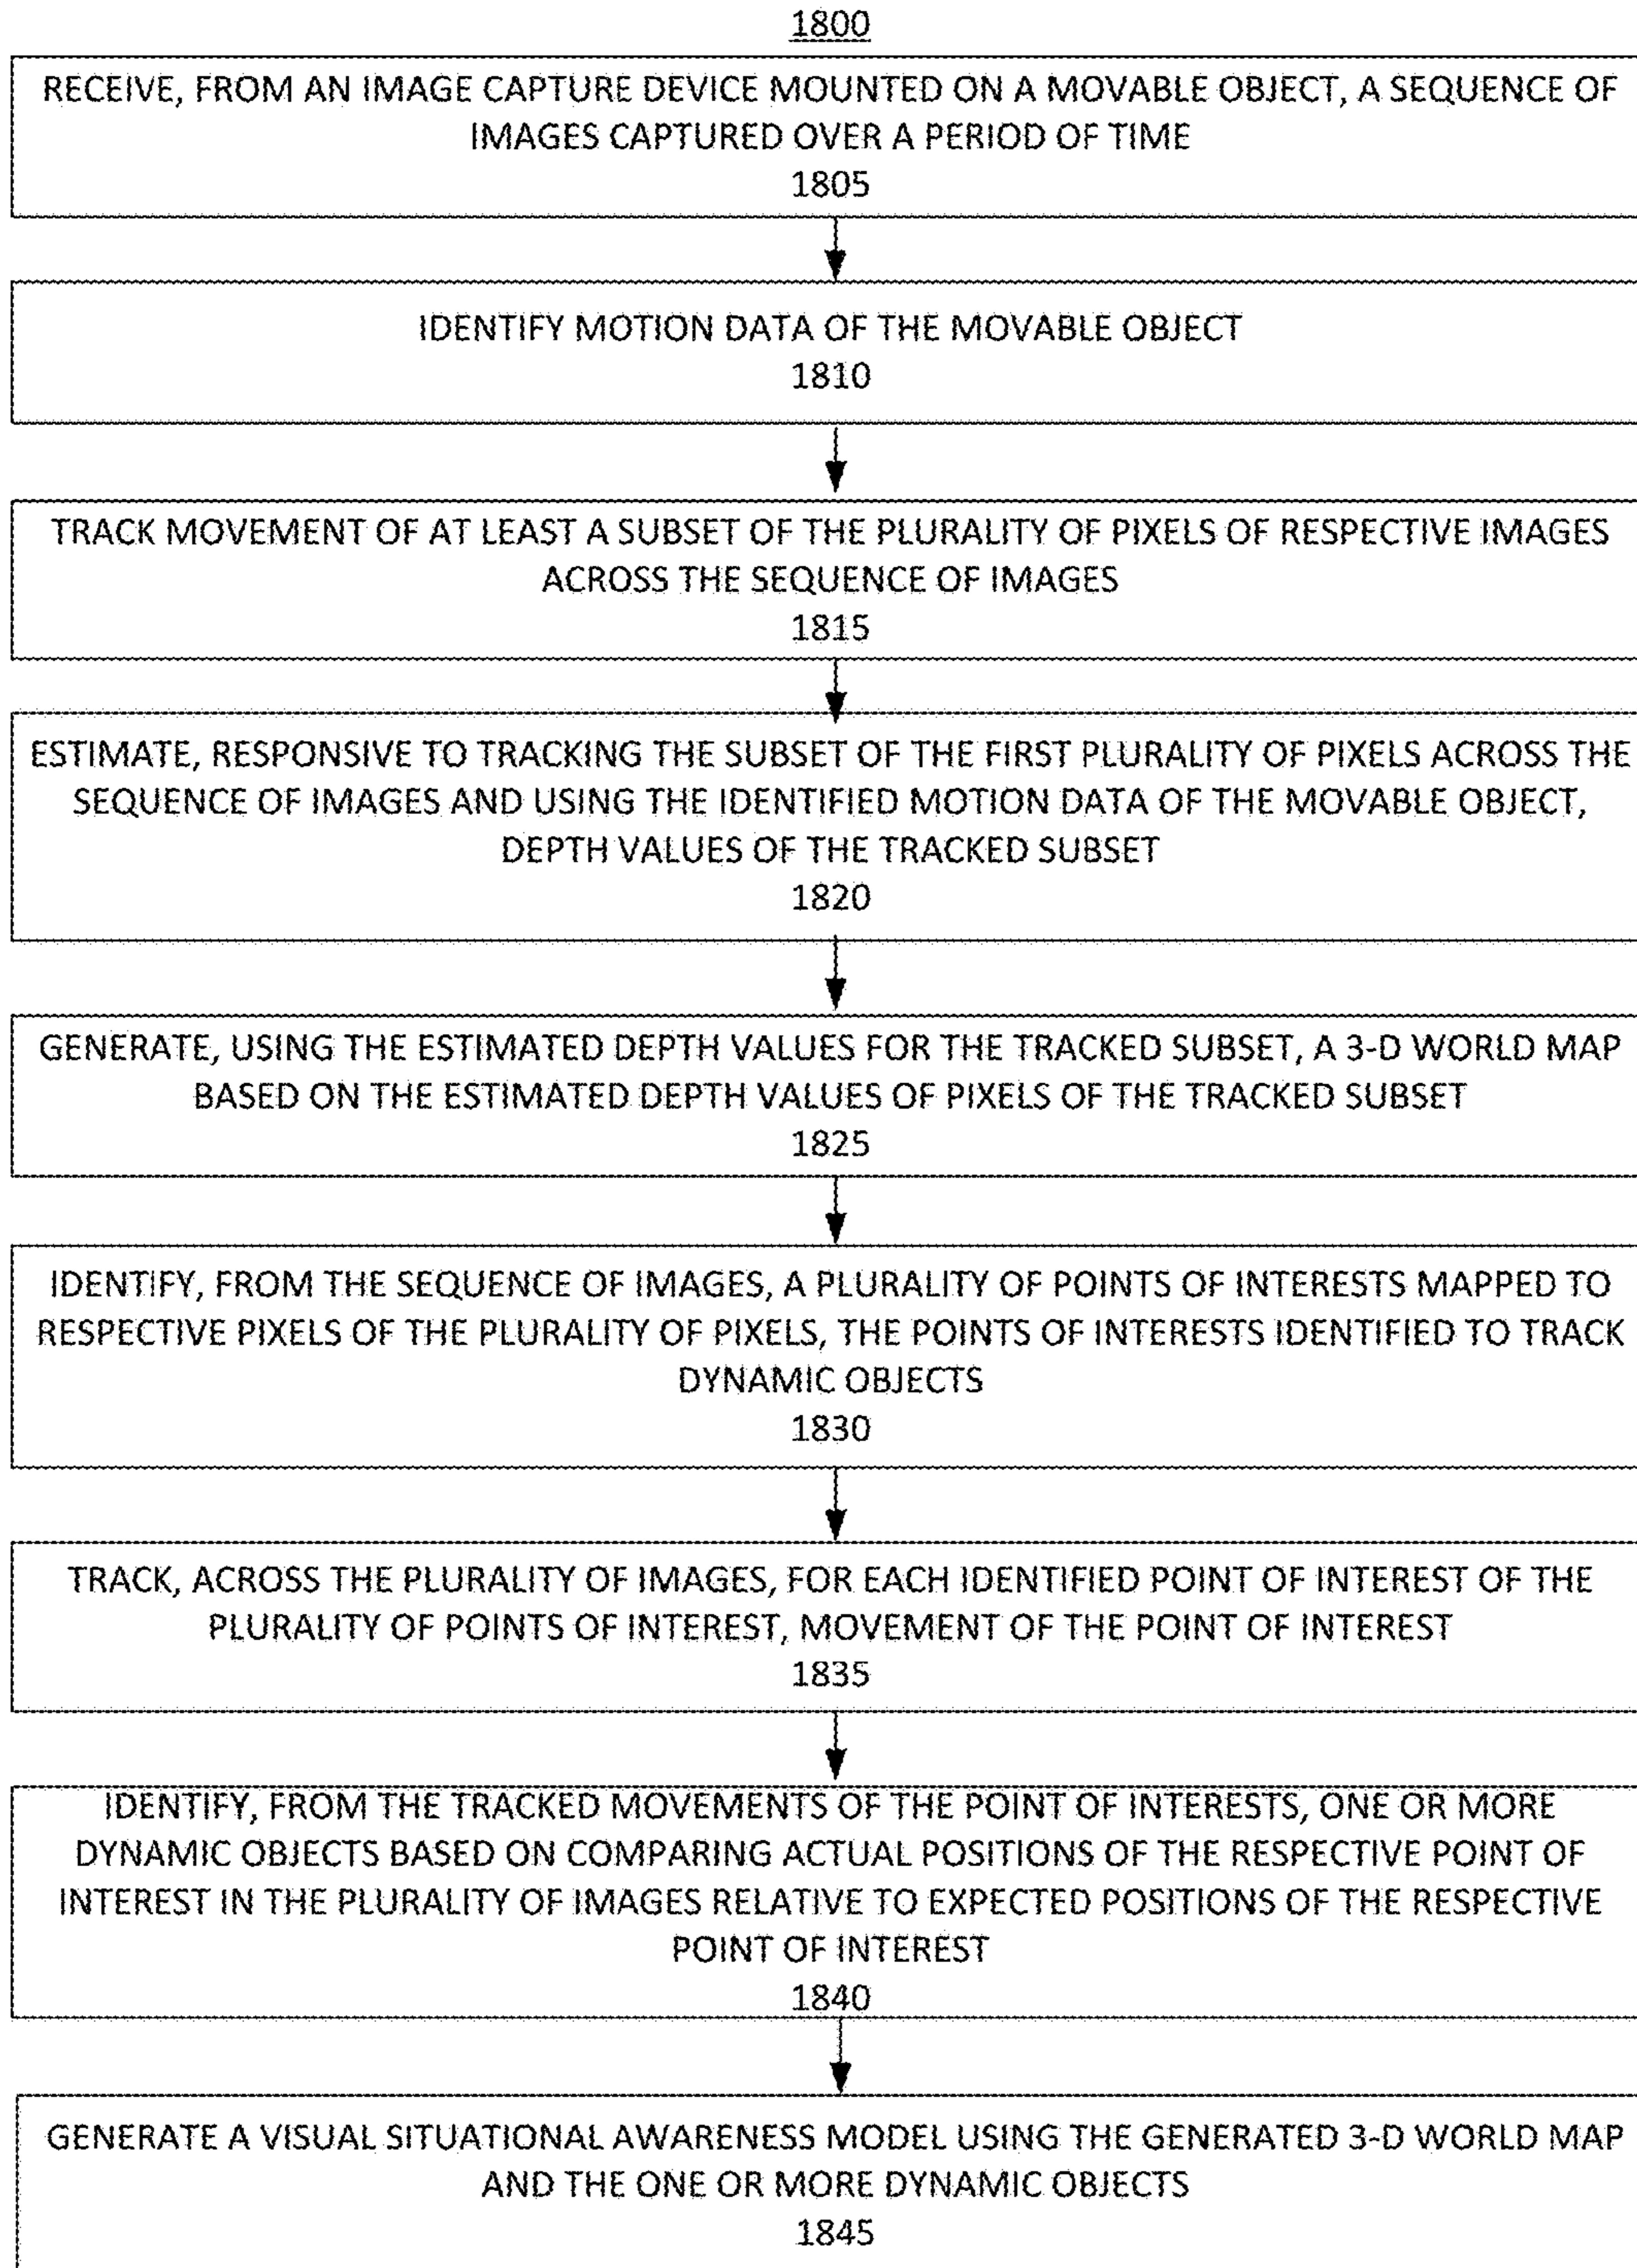 1800
RECEIVE, FROM AN IMAGE CAPTURE DEVICE MOUNTED ON A MOVABLE OBJECT, A SEQUENCE OF
IMAGES CAPTURED OVER A PERIOD OF TIME
1805
IDENTIFY MOTION DATA OF THE MOVABLE OBJECT
1810
TRACK MOVEMENT OF AT LEAST A SUBSET OF THE PLURALITY OF PIXELS OF RESPECTIVE IMAGES
ACROSS THE SEQUENCE OF IMAGES
1815
ESTIMATE, RESPONSIVE TO TRACKING THE SUBSET OF THE FIRST PLURALITY OF PIXELS ACROSS THE
SEQUENCE OF IMAGES AND USING THE IDENTIFIED MOTION DATA OF THE MOVABLE OBJECT,
DEPTH VALUES OF THE TRACKED SUBSET
1820
GENERATE, USING THE ESTIMATED DEPTH VALUES FOR THE TRACKED SUBSET, A 3-D WORLD MAP
BASED ON THE ESTIMATED DEPTH VALUES OF PIXELS OF THE TRACKED SUBSET
1825
IDENTIFY, FROM THE SEQUENCE OF IMAGES, A PLURALITY OF POINTS OF INTERESTS MAPPED TO
RESPECTIVE PIXELS OF THE PLURALITY OF PIXELS, THE POINTS OF INTERESTS IDENTIFIED TO TRACK
DYNAMIC OBJECTS
1830
TRACK, ACROSS THE PLURALITY OF IMAGES, FOR EACH IDENTIFIED POINT OF INTEREST OF THE
PLURALITY OF POINTS OF INTEREST, MOVEMENT OF THE POINT OF INTEREST
1835
IDENTIFY, FROM THE TRACKED MOVEMENTS OF THE POINT OF INTERESTS, ONE OR MORE
DYNAMIC OBJECTS BASED ON COMPARING ACTUAL POSITIONS OF THE RESPECTIVE POINT OF
INTEREST IN THE PLURALITY OF IMAGES RELATIVE TO EXPECTED POSITIONS OF THE RESPECTIVE
POINT OF INTEREST
1840
GENERATE A VISUAL SITUATIONAL AWARENESS MODEL USING THE GENERATED 3-D WORLD MAP
AND THE ONE OR MORE DYNAMIC OBJECTS
1845